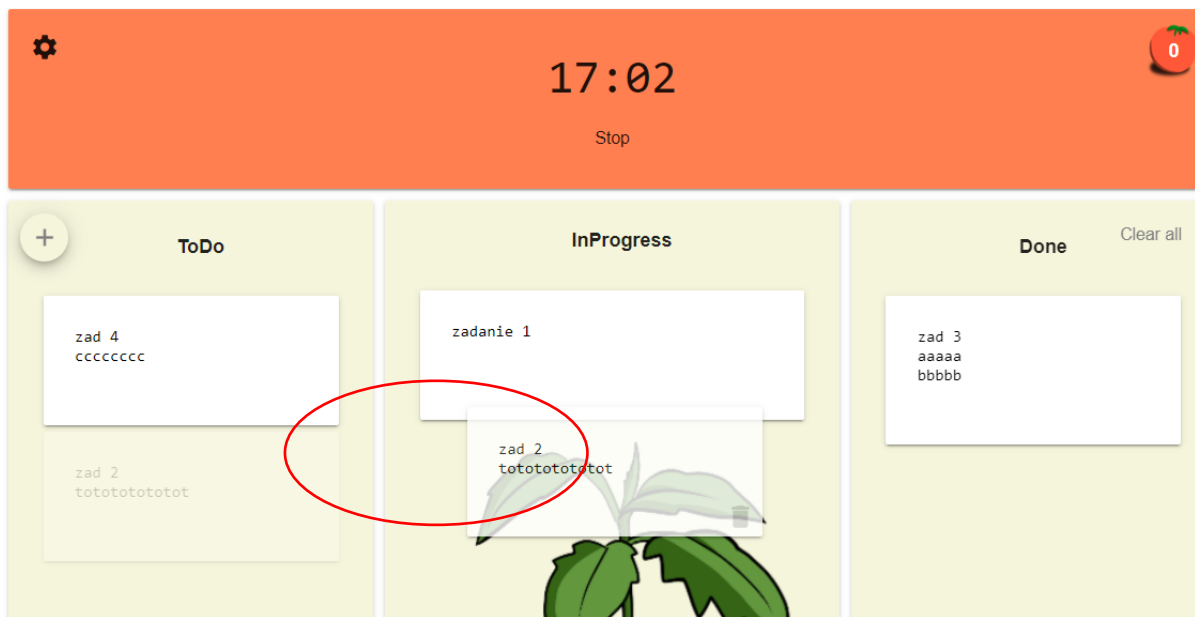 17:02
0
Stop
ToDo
InProgress
Done
Clear all
zad 4
cccccccc
zad 2
totototototot
zadanie 1
zad 2
totototototot
zad 3
aaaaa
bbbbb